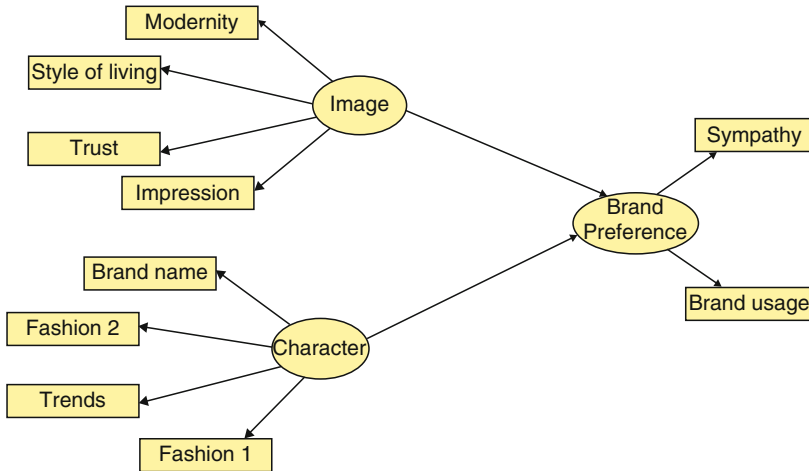 Modernity
Style of living
Image
Trust
Sympathy
Impression
Brand
Preference
Brand name
Brand usage
Fashion 2
Character
Trends
Fashion 1